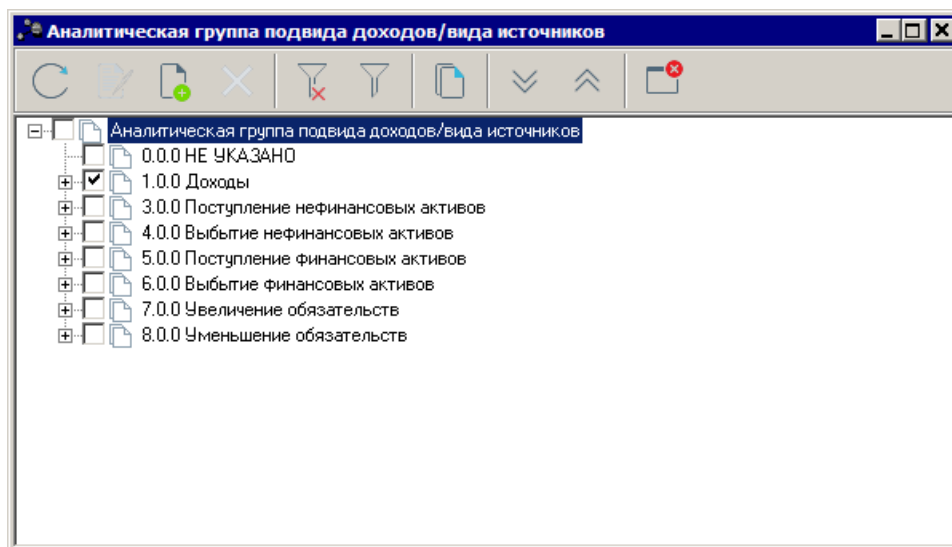 Аналитическая группа подвида доходов/вида источников
Аналитическая группа подвида доходов/вида источников
0.0.0 НЕ УКАЗАНО
1.0.0 Доходы
3.0.0 Поступление нефинансовых активов
4.0.0 Выбытие нефинансовых активов
5.0.0 Поступление финансовых активов
6.0.0 Выбытие финансовых активов
7.0.0 Увеличение обязательств
8.0.0 Уменьшение обязательств